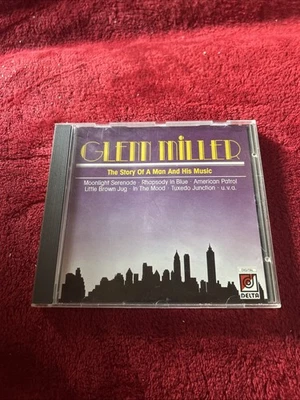 GLENN MILLER
The Story Of A Man And His Music
Moonlight Serenade · Rhapsody in Blue · American Patrol
Little Brown Jug · In The Mood · Tuxedo Junction · u.v.a.
DIGITAL
DELTA